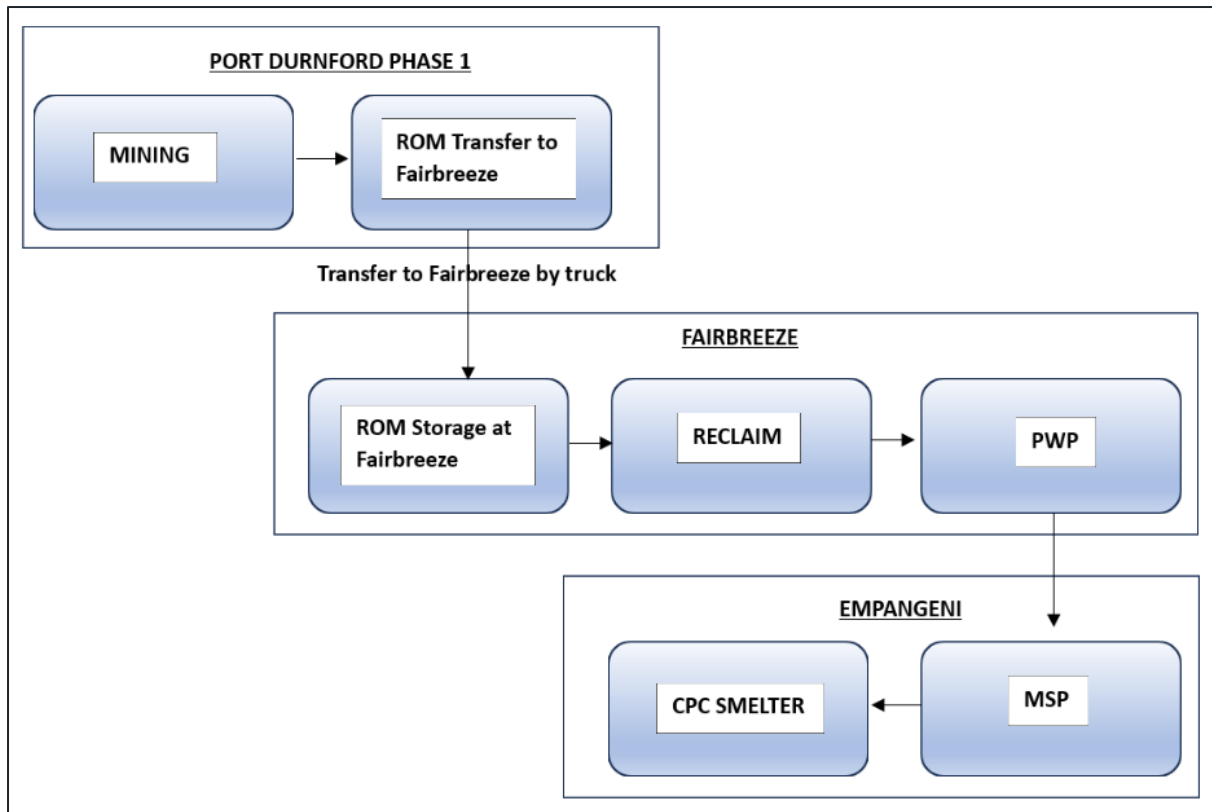 PORT DURNFORD PHASE 1
MINING
ROM Transfer to
Fairbreeze
Transfer to Fairbreeze by truck
FAIRBREEZE
ROM Storage at
Fairbreeze
RECLAIM
PWP
EMPANGENI
CPC SMELTER
MSP